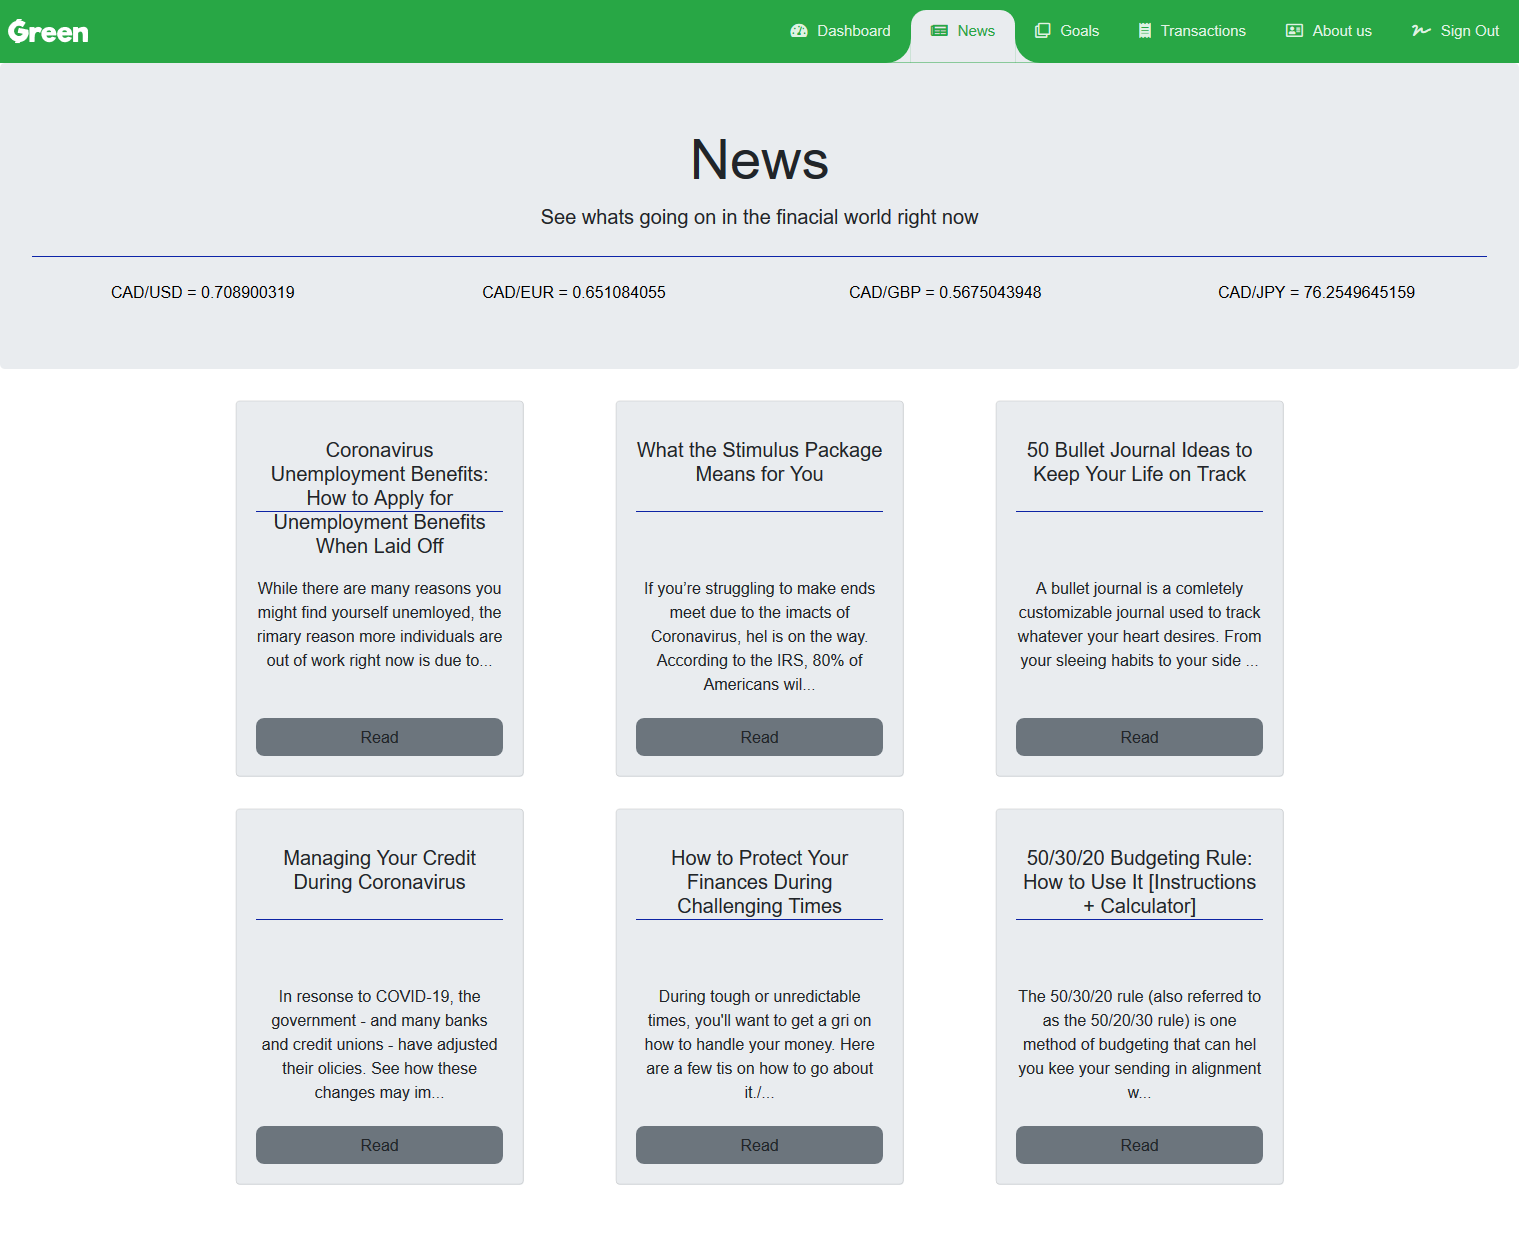 Green
Dashboard
News
Goals
Transactions
About us
Sign Out
News
See whats going on in the finacial world right now
CAD/USD = 0.708900319
CAD/EUR = 0.651084055
CAD/GBP = 0.5675043948
CAD/JPY = 76.2549645159
Coronavirus
Unemployment Benefits:
How to Apply for
Unemployment Benefits
When Laid Off
While there are many reasons you
might find yourself unemloyed, the
rimary reason more individuals are
out of work right now is due to...
Read
What the Stimulus Package
Means for You
If you’re struggling to make ends
meet due to the imacts of
Coronavirus, hel is on the way.
According to the IRS, 80% of
Americans wil...
Read
50 Bullet Journal Ideas to
Keep Your Life on Track
A bullet journal is a comletely
customizable journal used to track
whatever your heart desires. From
your sleeing habits to your side ...
Read
Managing Your Credit
During Coronavirus
In resonse to COVID-19, the
government - and many banks
and credit unions - have adjusted
their olicies. See how these
changes may im...
Read
How to Protect Your
Finances During
Challenging Times
During tough or unredictable
times, you'll want to get a gri on
how to handle your money. Here
are a few tis on how to go about
it./...
Read
50/30/20 Budgeting Rule:
How to Use It [Instructions
+ Calculator]
The 50/30/20 rule (also referred to
as the 50/20/30 rule) is one
method of budgeting that can hel
you kee your sending in alignment
w...
Read